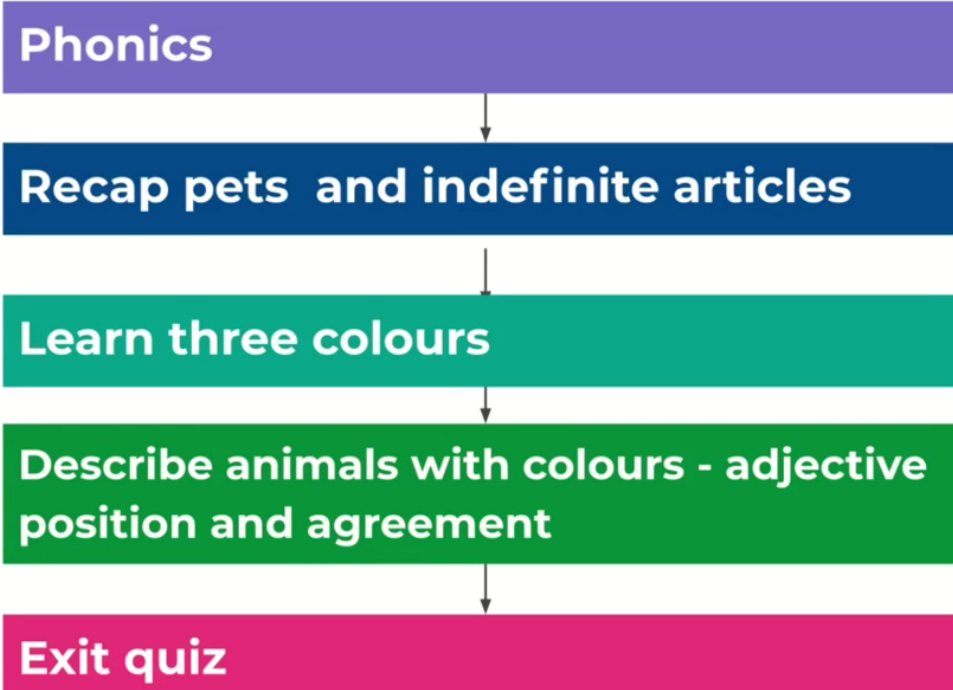 Phonics
Recap pets  and indefinite articles
Learn three colours
Describe animals with colours - adjective
position and agreement
Exit quiz